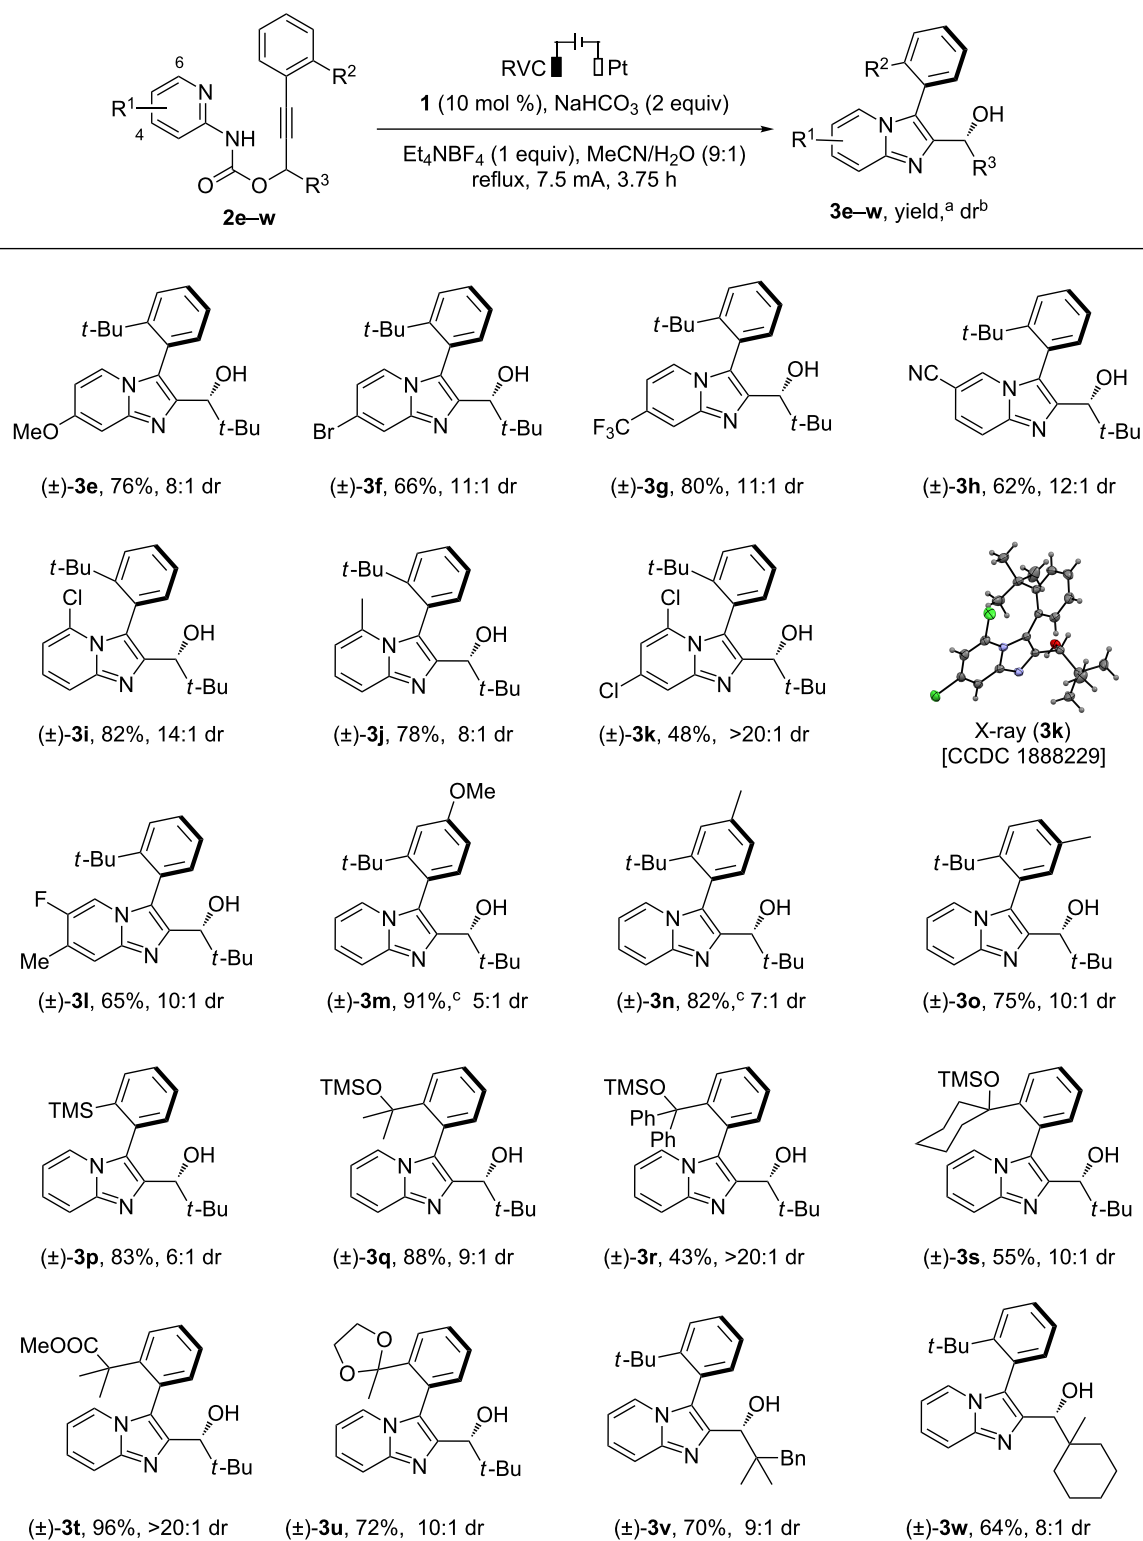 6
N
R1
4
NH
O
O
R3
R2
2e–w
RVC
Pt
1 (10 mol %), NaHCO3 (2 equiv)
Et4NBF4 (1 equiv), MeCN/H2O (9:1)
reflux, 7.5 mA, 3.75 h
R2
R1
N
N
OH
R3
3e–w, yield,a drb
t-Bu
N
OH
MeO
N
t-Bu
(±)-3e, 76%, 8:1 dr
t-Bu
N
OH
Br
N
t-Bu
(±)-3f, 66%, 11:1 dr
t-Bu
N
OH
F3C
N
t-Bu
(±)-3g, 80%, 11:1 dr
t-Bu
NC
N
OH
N
t-Bu
(±)-3h, 62%, 12:1 dr
t-Bu
Cl
N
OH
N
t-Bu
(±)-3i, 82%, 14:1 dr
t-Bu
N
OH
N
t-Bu
(±)-3j, 78%, 8:1 dr
t-Bu
Cl
N
OH
Cl
N
t-Bu
(±)-3k, 48%, >20:1 dr
X-ray (3k)
[CCDC 1888229]
t-Bu
F
N
OH
Me
N
t-Bu
(±)-3l, 65%, 10:1 dr
OMe
t-Bu
N
OH
N
t-Bu
(±)-3m, 91%,c 5:1 dr
t-Bu
N
OH
N
t-Bu
(±)-3n, 82%,c 7:1 dr
t-Bu
N
OH
N
t-Bu
(±)-3o, 75%, 10:1 dr
TMS
N
OH
N
t-Bu
(±)-3p, 83%, 6:1 dr
TMSO
N
OH
N
t-Bu
(±)-3q, 88%, 9:1 dr
TMSO
Ph
Ph
N
OH
N
t-Bu
(±)-3r, 43%, >20:1 dr
TMSO
N
OH
N
t-Bu
(±)-3s, 55%, 10:1 dr
MeOOC
N
OH
N
t-Bu
(±)-3t, 96%, >20:1 dr
O
O
N
OH
N
t-Bu
(±)-3u, 72%, 10:1 dr
t-Bu
N
OH
N
Bn
(±)-3v, 70%, 9:1 dr
t-Bu
N
OH
N
(±)-3w, 64%, 8:1 dr